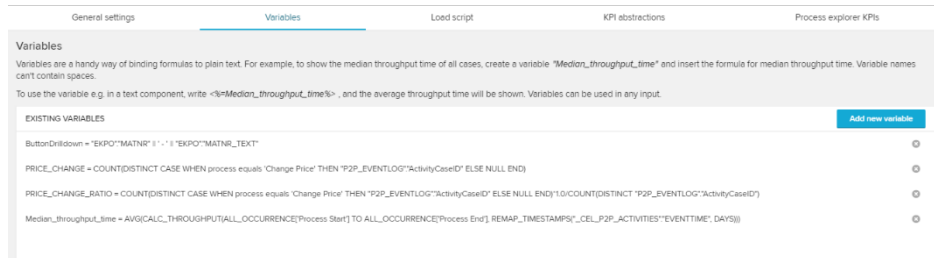 General settings
Variables
Load script
KPI abstractions
Process explorer KPIs
Variables
Variables are a handy way of binding formulas to plain text. For example, to show the median throughput time of all cases, create a variable "Median_throughput_time" and insert the formula for median throughput time. Variable names
can't contain spaces.
To use the variable e.g. in a text component, write <%=Median_throughput_time%> , and the average throughput time will be shown. Variables can be used in any input.
EXISTING VARIABLES
Add new variable
ButtonDrilldown = "EKPO"."MATNR" || ' - ' || "EKPO"."MATNR_TEXT"
PRICE_CHANGE = COUNT(DISTINCT CASE WHEN process equals 'Change Price' THEN "P2P_EVENTLOG"."ActivityCaseID" ELSE NULL END)
PRICE_CHANGE_RATIO = COUNT(DISTINCT CASE WHEN process equals 'Change Price' THEN "P2P_EVENTLOG"."ActivityCaseID" ELSE NULL END)*1.0/COUNT(DISTINCT "P2P_EVENTLOG"."ActivityCaseID")
Median_throughput_time = AVG(CALC_THROUGHPUT(ALL_OCCURRENCE['Process Start'] TO ALL_OCCURRENCE['Process End'], REMAP_TIMESTAMPS("_CEL_P2P_ACTIVITIES"."EVENTTIME", DAYS)))